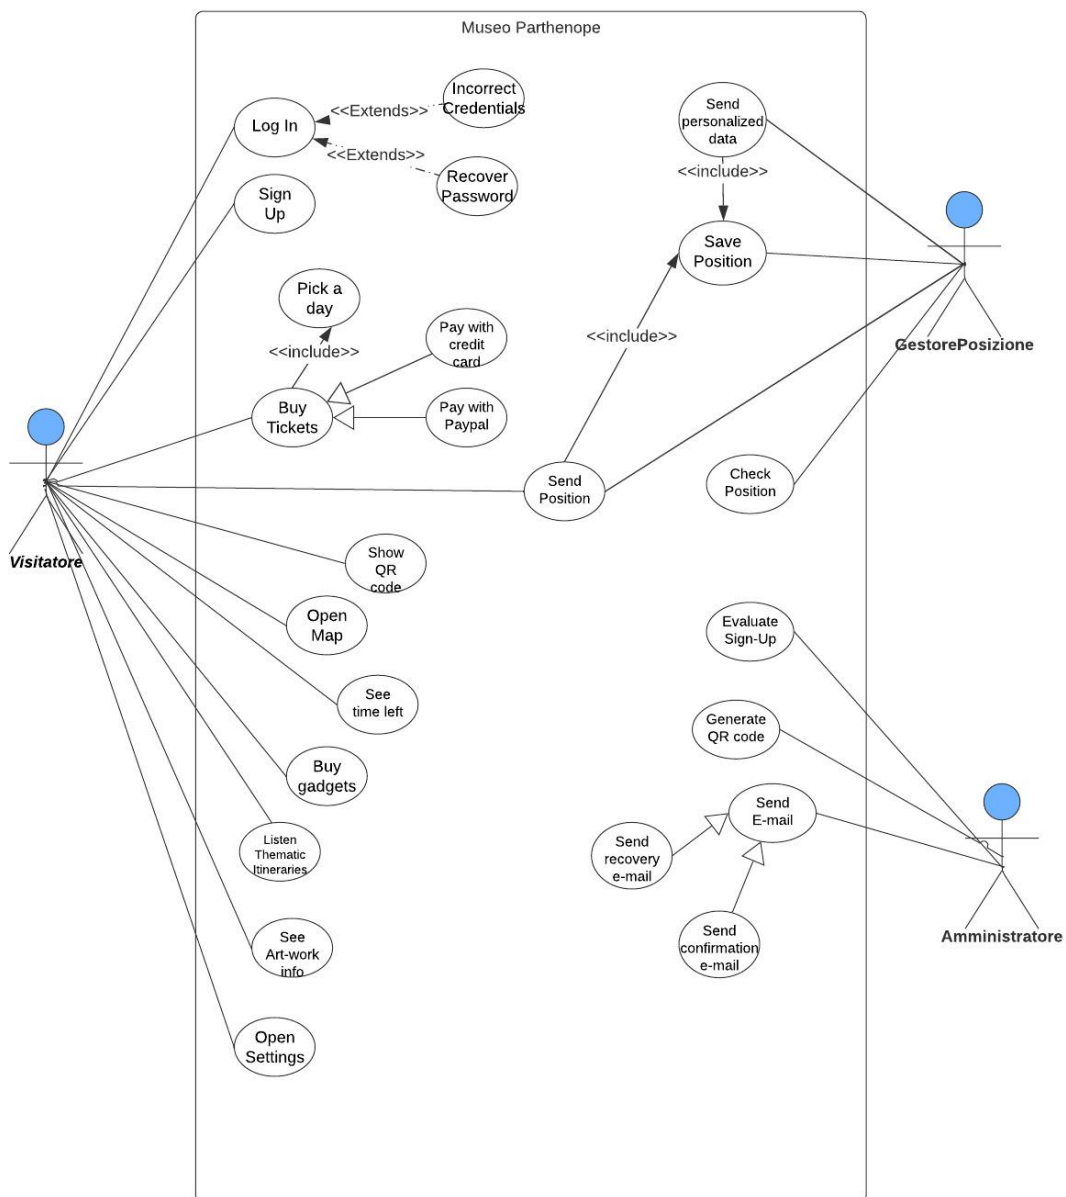 Museo Parthenope
Log In
<<Extends>>
Incorrect
Credentials
<<Extends>>
Recover
Password
Sign
Up
Send
personalized
data
<<include>>
Save
Position
GestorePosizione
Pick a
day
<<include>>
Pay with
credit
card
Buy
Tickets
Pay with
Paypal
<<include>>
Send
Position
Check
Position
Visitatore
Show
QR
code
Open
Map
See
time left
Buy
gadgets
Listen
Thematic
Itineraries
See
Art-work
info
Open
Settings
Evaluate
Sign-Up
Generate
QR code
Send
E-mail
Send
recovery
e-mail
Send
confirmation
e-mail
Amministratore